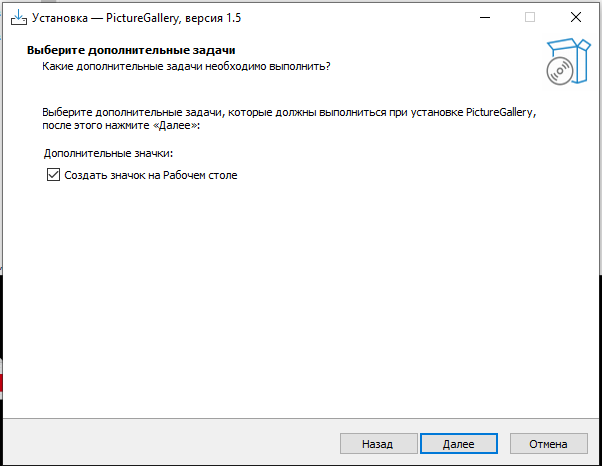 Установка — PictureGallery, версия 1.5
Выберите дополнительные задачи
Какие дополнительные задачи необходимо выполнить?
Выберите дополнительные задачи, которые должны выполниться при установке PictureGallery,
после этого нажмите «Далее»:
Дополнительные значки:
Создать значок на Рабочем столе
Назад
Далее
Отмена